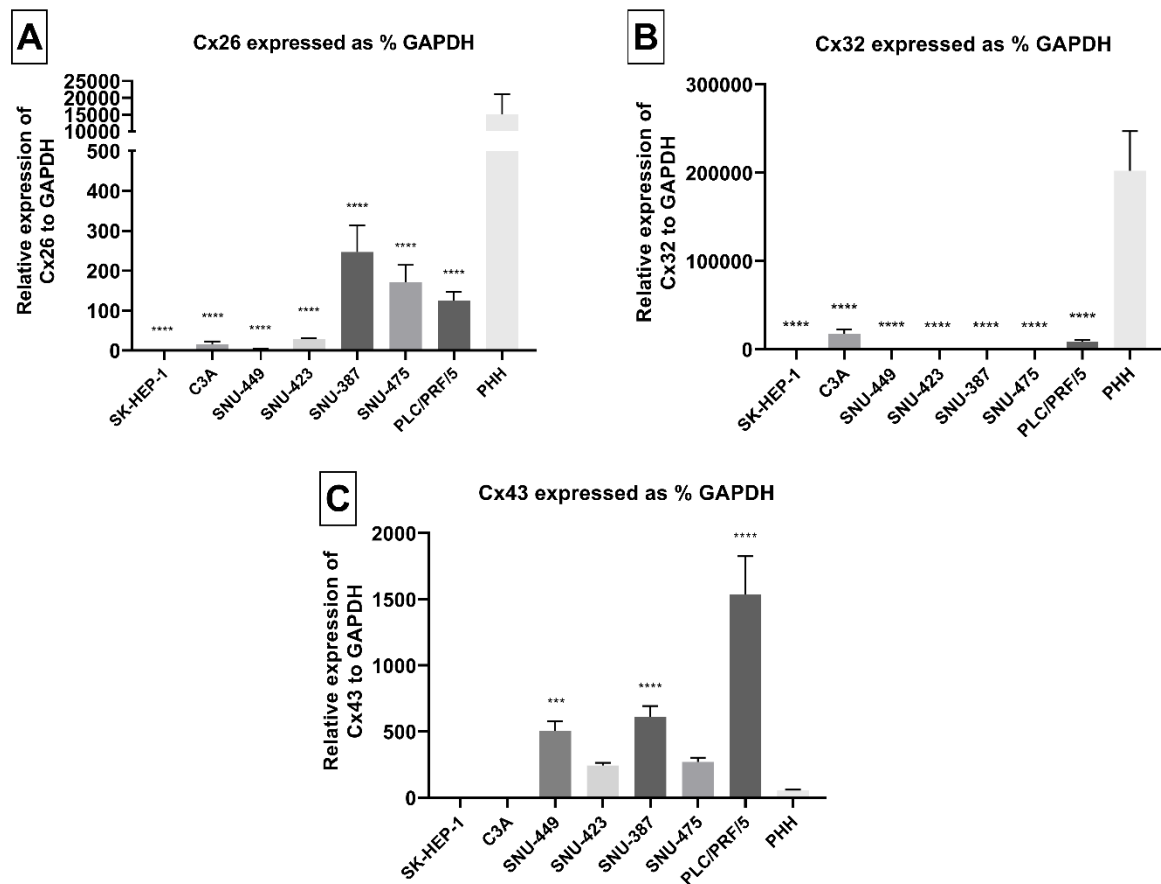 A
Cx26 expressed as % GAPDH
Relative expression of
Cx26 to GAPDH
25000
20000
15000
10000
500
400
300
200
100
0
****
****
****
****
****
****
****
SK-HEP-1
C3A
SNU-449
SNU-423
SNU-387
SNU-475
PLC/PRF/5
PHH
B
Cx32 expressed as % GAPDH
Relative expression of
Cx32 to GAPDH
300000
200000
100000
0
****
****
****
****
****
****
****
SK-HEP-1
C3A
SNU-449
SNU-423
SNU-387
SNU-475
PLC/PRF/5
PHH
C
Cx43 expressed as % GAPDH
Relative expression of
Cx43 to GAPDH
2000
1500
1000
500
0
***
****
****
SK-HEP-1
C3A
SNU-449
SNU-423
SNU-387
SNU-475
PLC/PRF/5
PHH